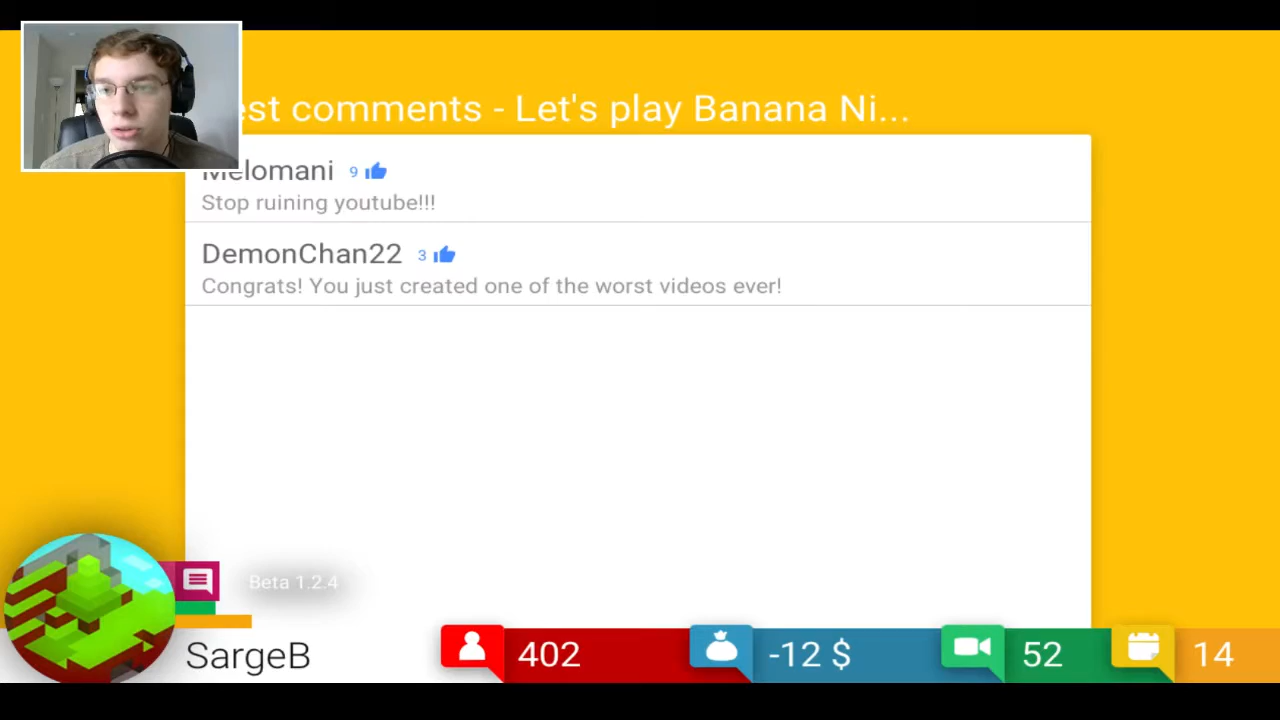 est comments - Let's play Banana Ni...
Melomani 9
Stop ruining youtube!!!
DemonChan22 3
Congrats! You just created one of the worst videos ever!
Beta 1.2.4
SargeB
402
-12 $
52
14